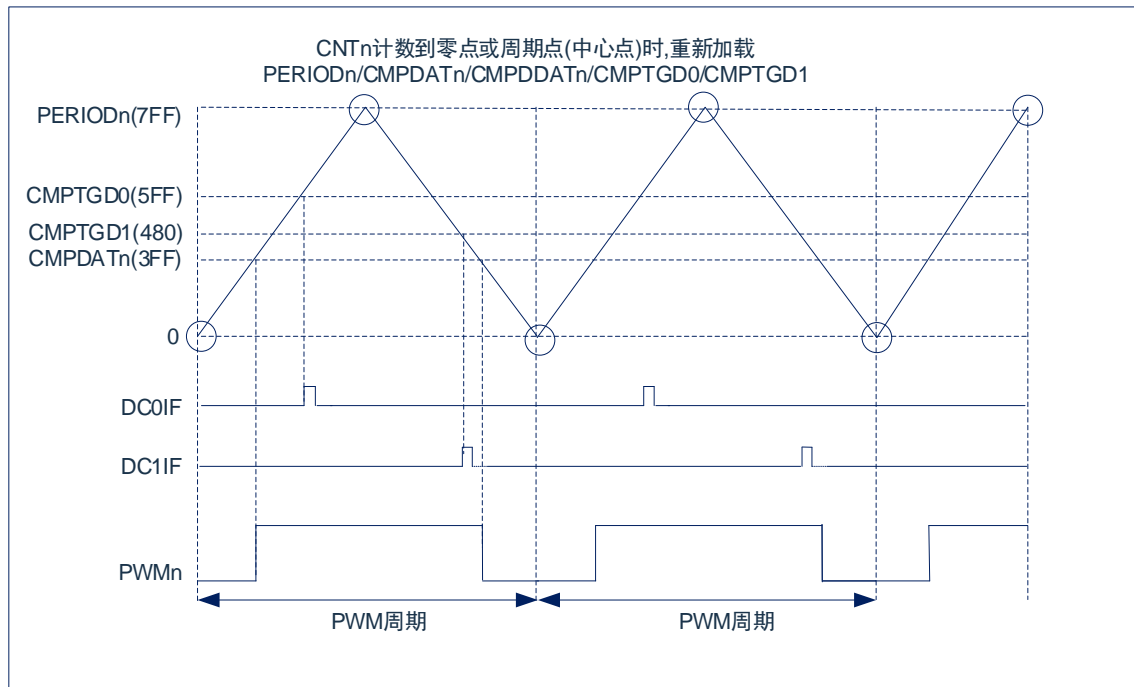 CNTn计数到零点或周期点(中心点)时,重新加载
PERIODn/CMPDATn/CMPDDATn/CMPTGD0/CMPTGD1
PERIODn(7FF)
CMPTGD0(5FF)
CMPTGD1(480)
CMPDATn(3FF)
0
DC0IF
DC1IF
PWMn
PWM周期
PWM周期